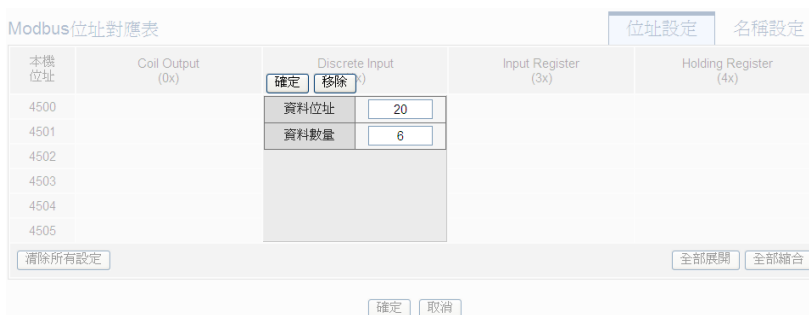 Modbus位址對應表 位址設定 名稱設定
本機位址 Coil Output (0x) Discrete Input x) Input Register (3x) Holding Register (4x)
確定 移除
4500 資料位址 20
4501 資料數量 6
4502
4503
4504
4505
清除所有設定 全部展開 全部縮合
確定 取消